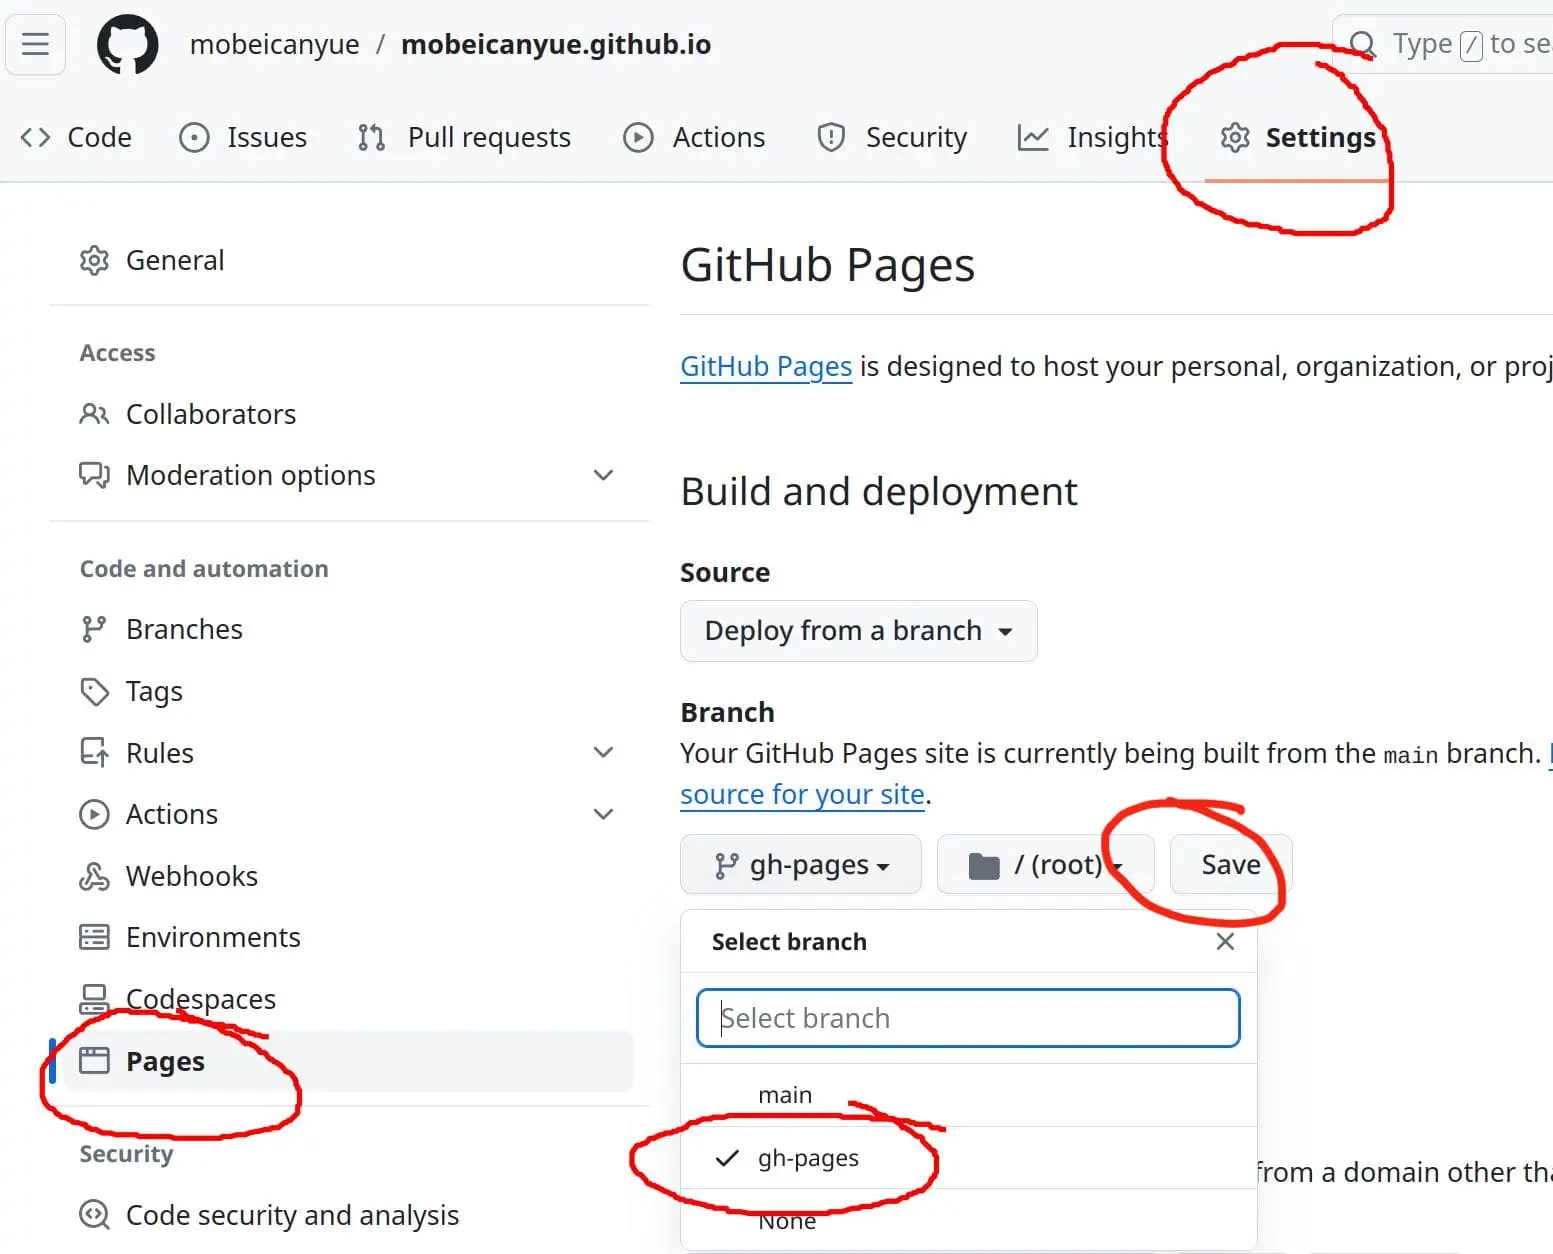 mobeicanyue / mobeicanyue.github.io
Type / to se
Code Issues Pull requests Actions Security Insights Settings
General
Access
Collaborators
Moderation options
Code and automation
Branches
Tags
Rules
Actions
Webhooks
Environments
Codespaces
Pages
Security
Code security and analysis
GitHub Pages
GitHub Pages is designed to host your personal, organization, or proj
Build and deployment
Source
Deploy from a branch
Branch
Your GitHub Pages site is currently being built from the main branch.
source for your site.
gh-pages / (root) Save
Select branch
Select branch
main
gh-pages
None
from a domain other tha